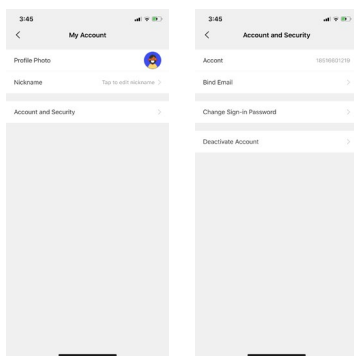 3:45
My Account
Profile Photo
Nickname
Tap to edit nickname
Account and Security
3:45
Account and Security
Accont
Bind Email
Change Sign-in Password
Deactivate Account